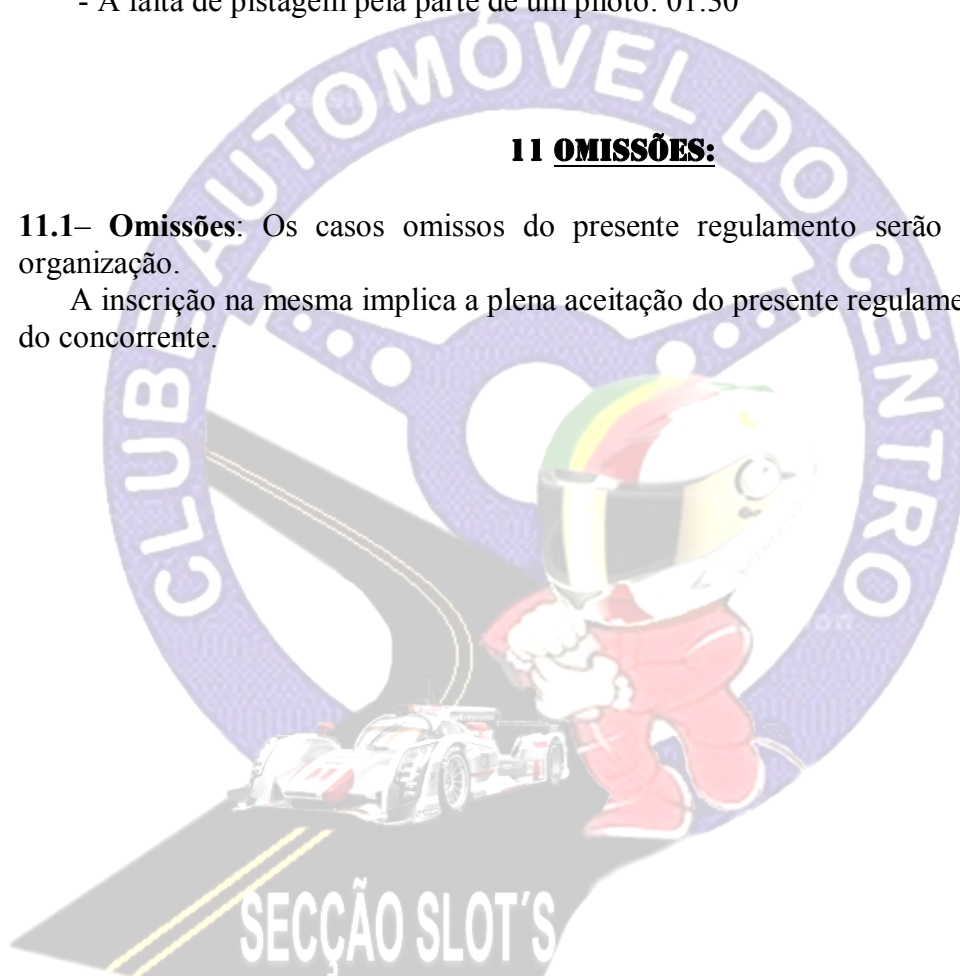 - A falta de pistagem pela parte de um piloto: 01:30
11 OMISSÕES:
11.1– Omissões: Os casos omissos do presente regulamento serão
organização.
A inscrição na mesma implica a plena aceitação do presente regulame
do concorrente.
CLUBE AUTOMÓVEL DO CENTRO
SECÇÃO SLOT´S